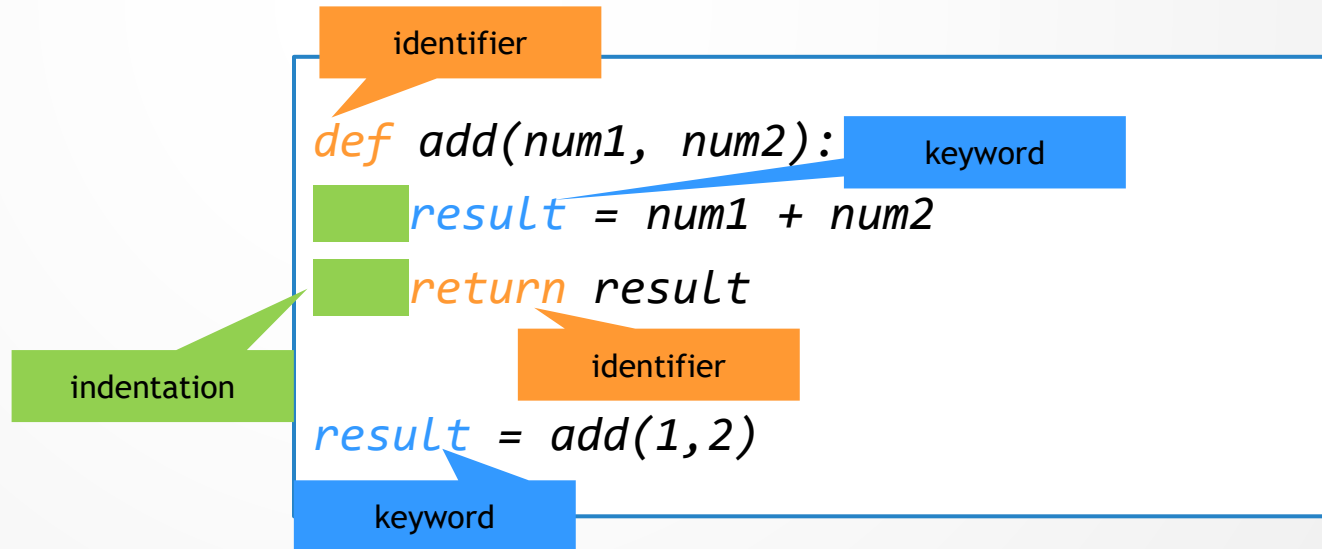 identifier
def add(num1, num2):
keyword
result = num1 + num2
return result
identifier
indentation
result = add(1,2)
keyword